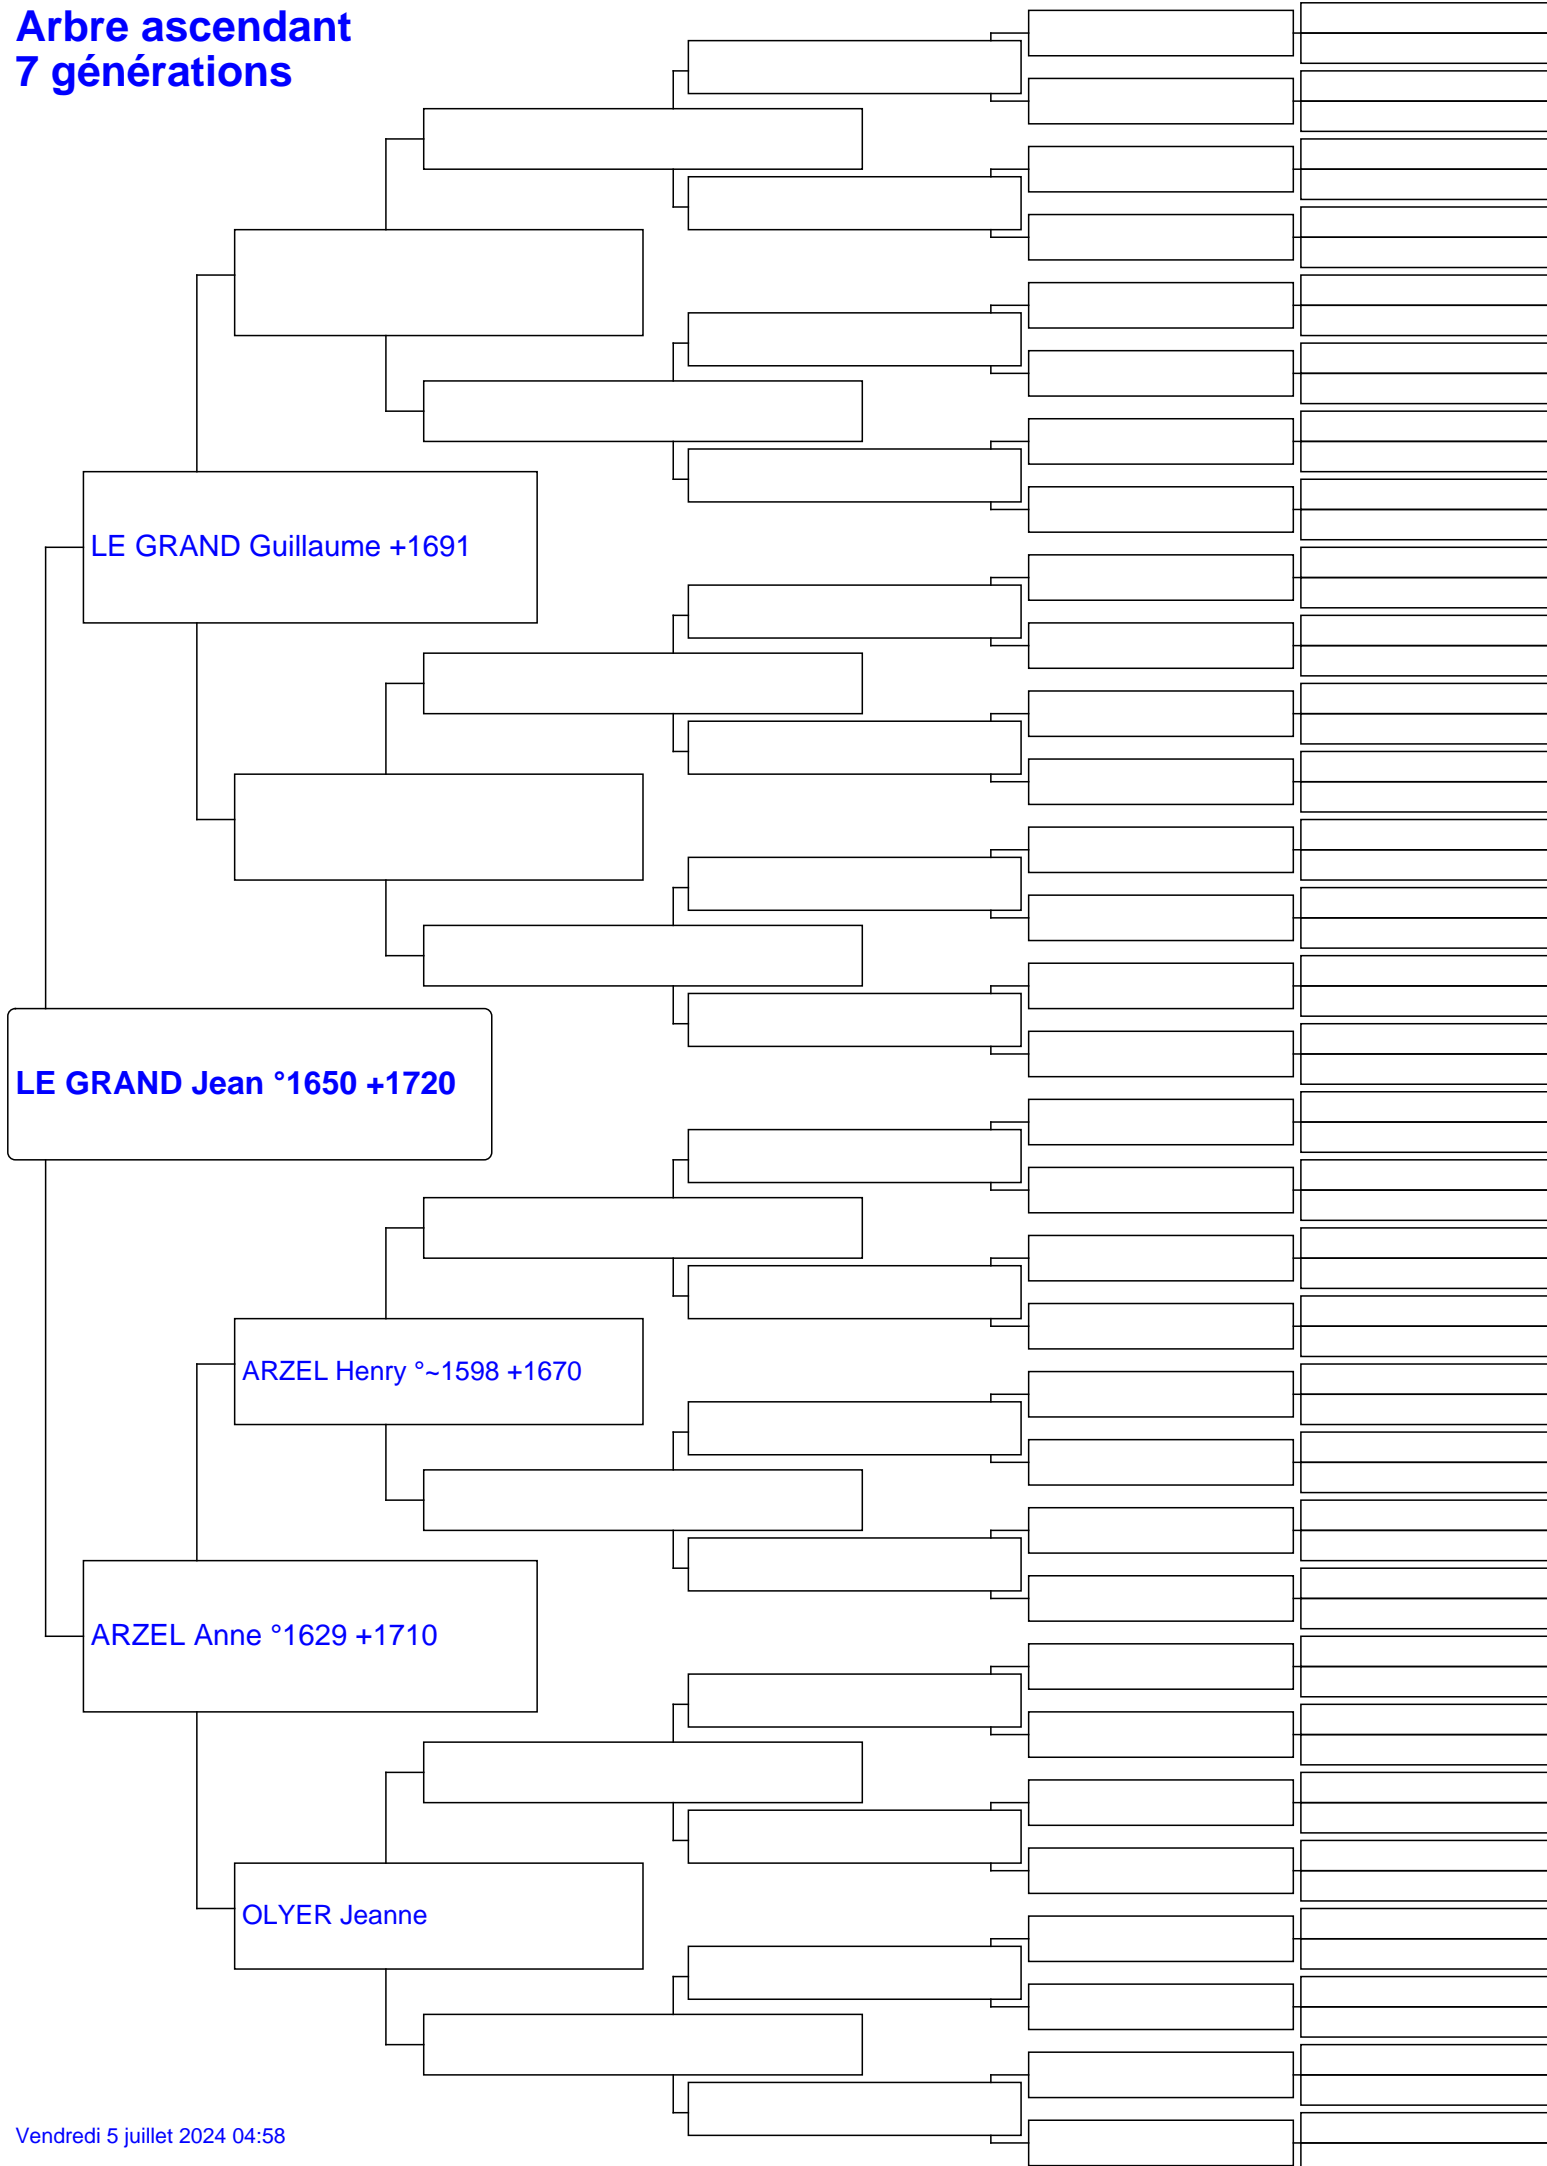 Arbre ascendant
7 générations
LE GRAND Guillaume +1691
LE GRAND Jean °1650 +1720
ARZEL Henry °~1598 +1670
ARZEL Anne °1629 +1710
OLYER Jeanne
Vendredi 5 juillet 2024 04:58